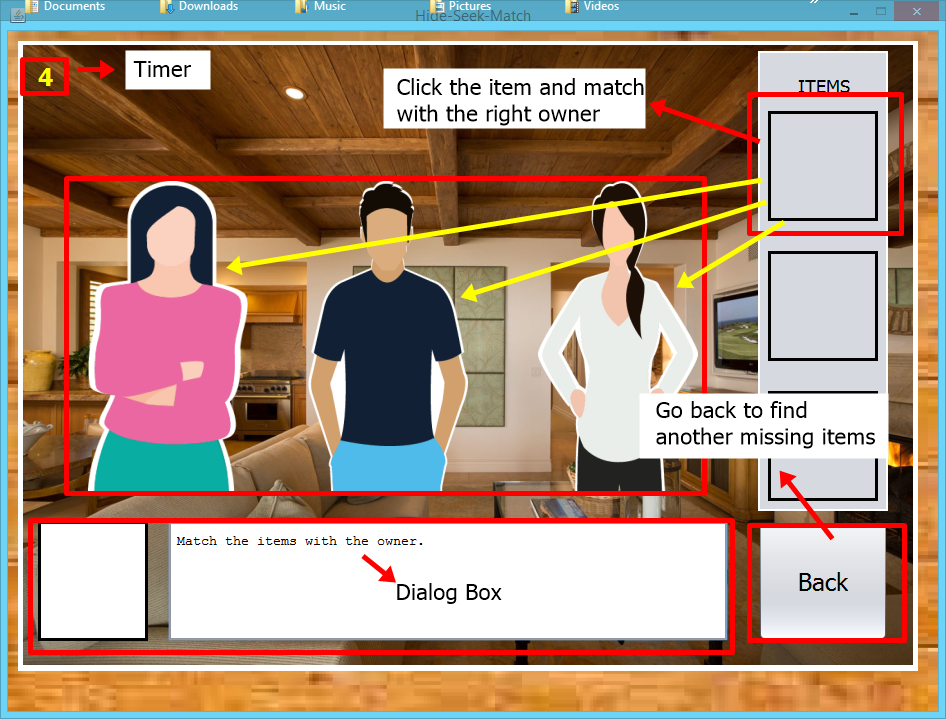 Documents
Downloads
Music
Pictures
Videos
Hide-Seek-Match
4
Timer
Click the item and match
with the right owner
ITEMS
Go back to find
another missing items
Match the items with the owner.
Dialog Box
Back